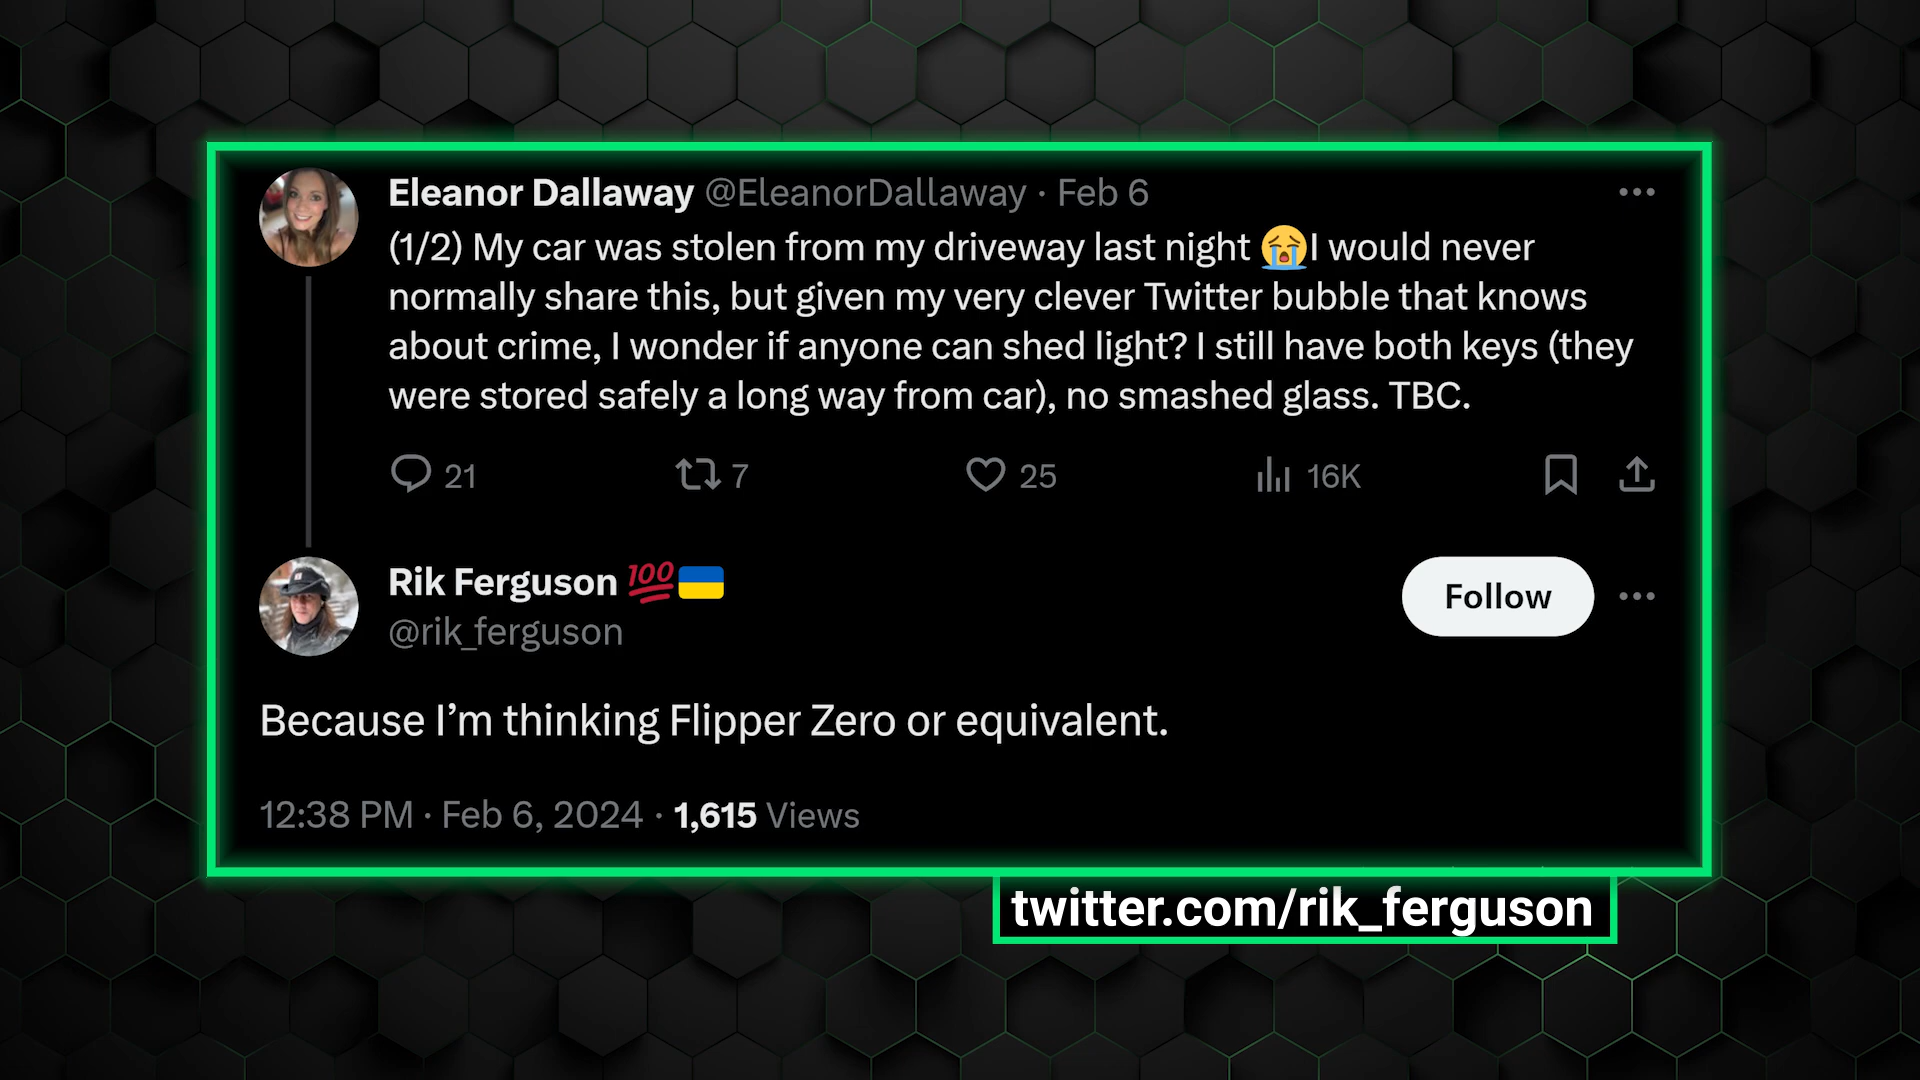 Eleanor Dallaway @EleanorDallaway · Feb 6
(1/2) My car was stolen from my driveway last night 😭I would never
normally share this, but given my very clever Twitter bubble that knows
about crime, I wonder if anyone can shed light? I still have both keys (they
were stored safely a long way from car), no smashed glass. TBC.
21 7 25 16K
Rik Ferguson 💯🇺🇦
@rik_ferguson
Follow
Because I’m thinking Flipper Zero or equivalent.
12:38 PM · Feb 6, 2024 · 1,615 Views
twitter.com/rik_ferguson